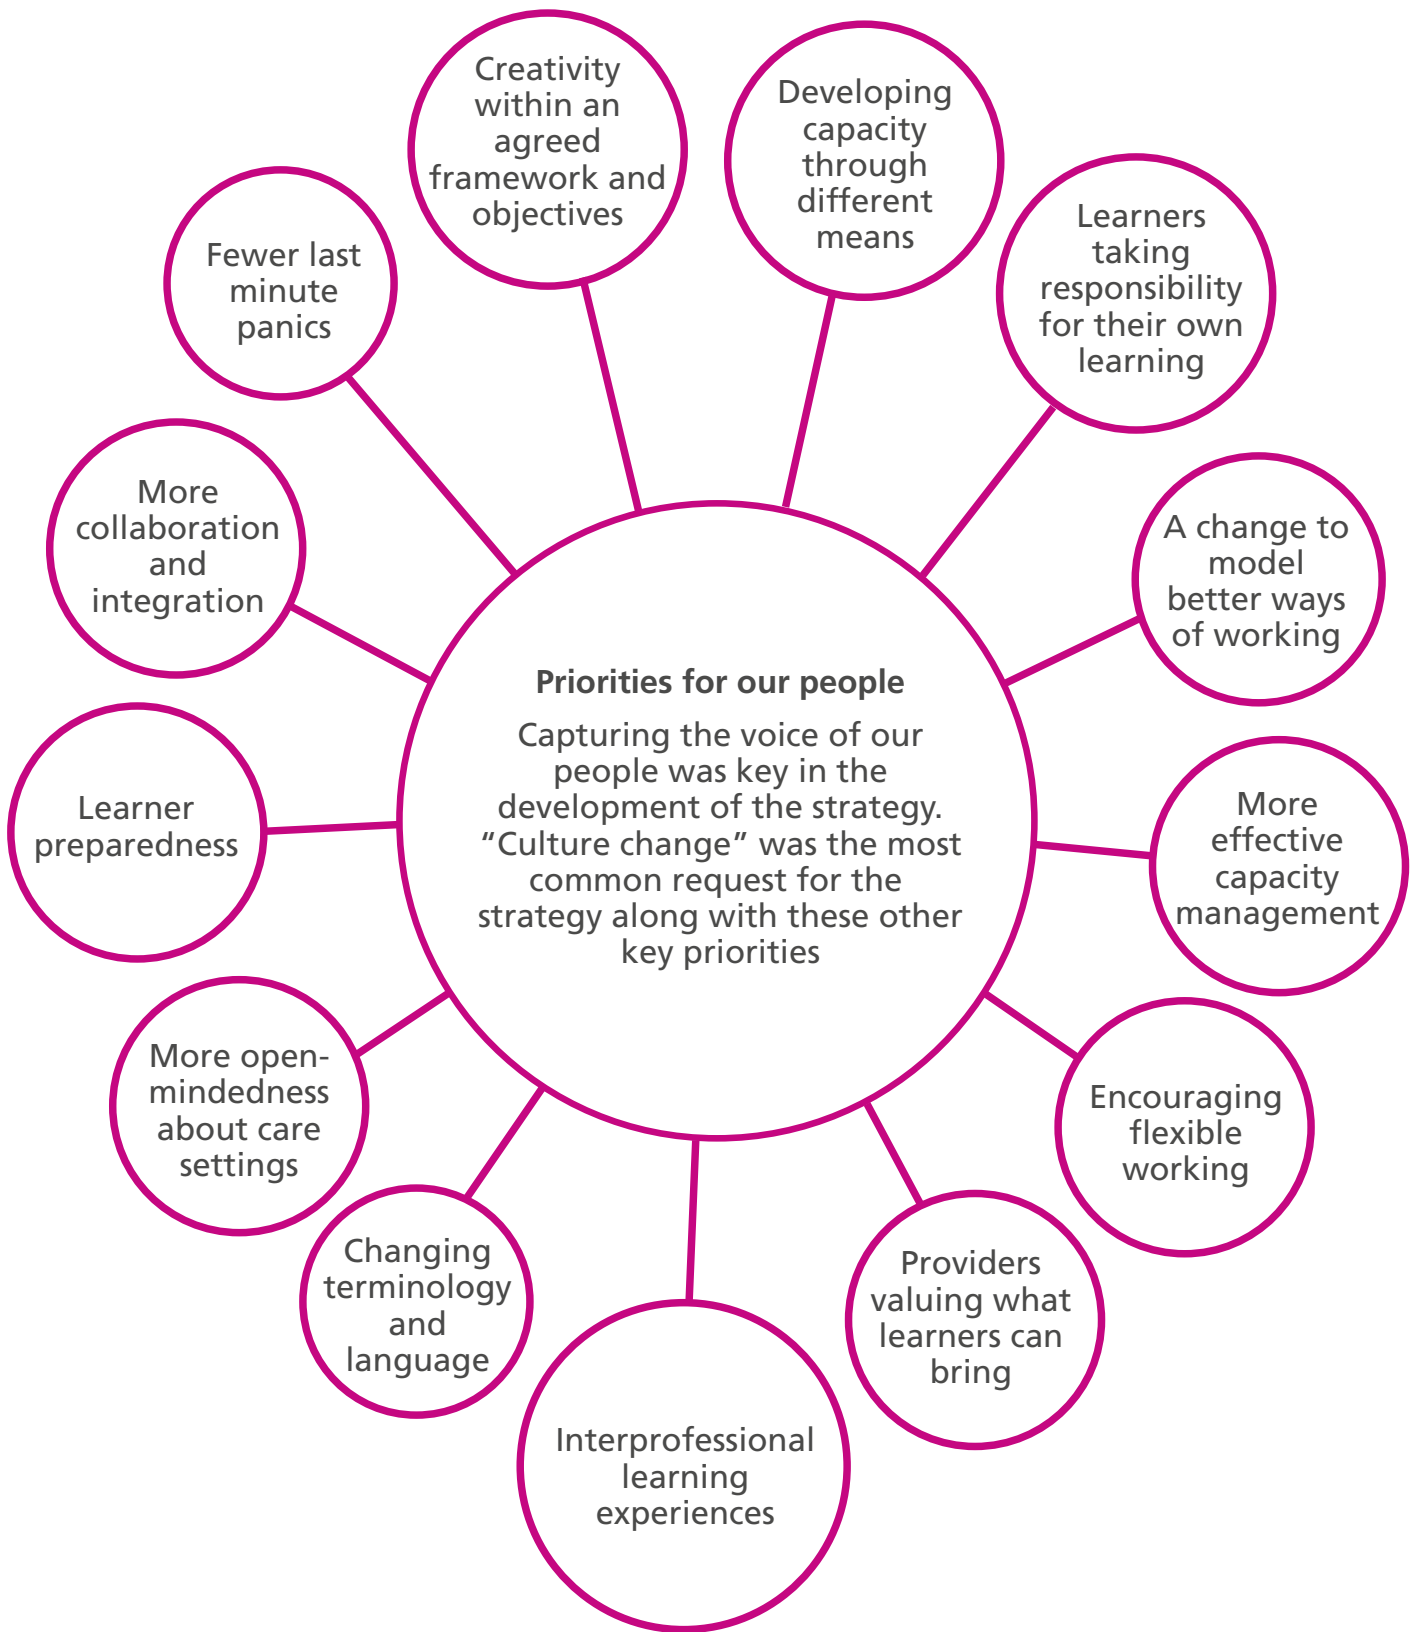 Creativity
within an
agreed
framework and
objectives
Developing
capacity
through
different
means
Learners
taking
responsibility
for their own
learning
A change to
model
better ways
of working
More
effective
capacity
management
Encouraging
flexible
working
Providers
valuing what
learners can
bring
Interprofessional
learning
experiences
Changing
terminology
and
language
More open-
mindedness
about care
settings
Learner
preparedness
More
collaboration
and
integration
Fewer last
minute
panics
Priorities for our people
Capturing the voice of our
people was key in the
development of the strategy.
“Culture change” was the most
common request for the
strategy along with these other
key priorities